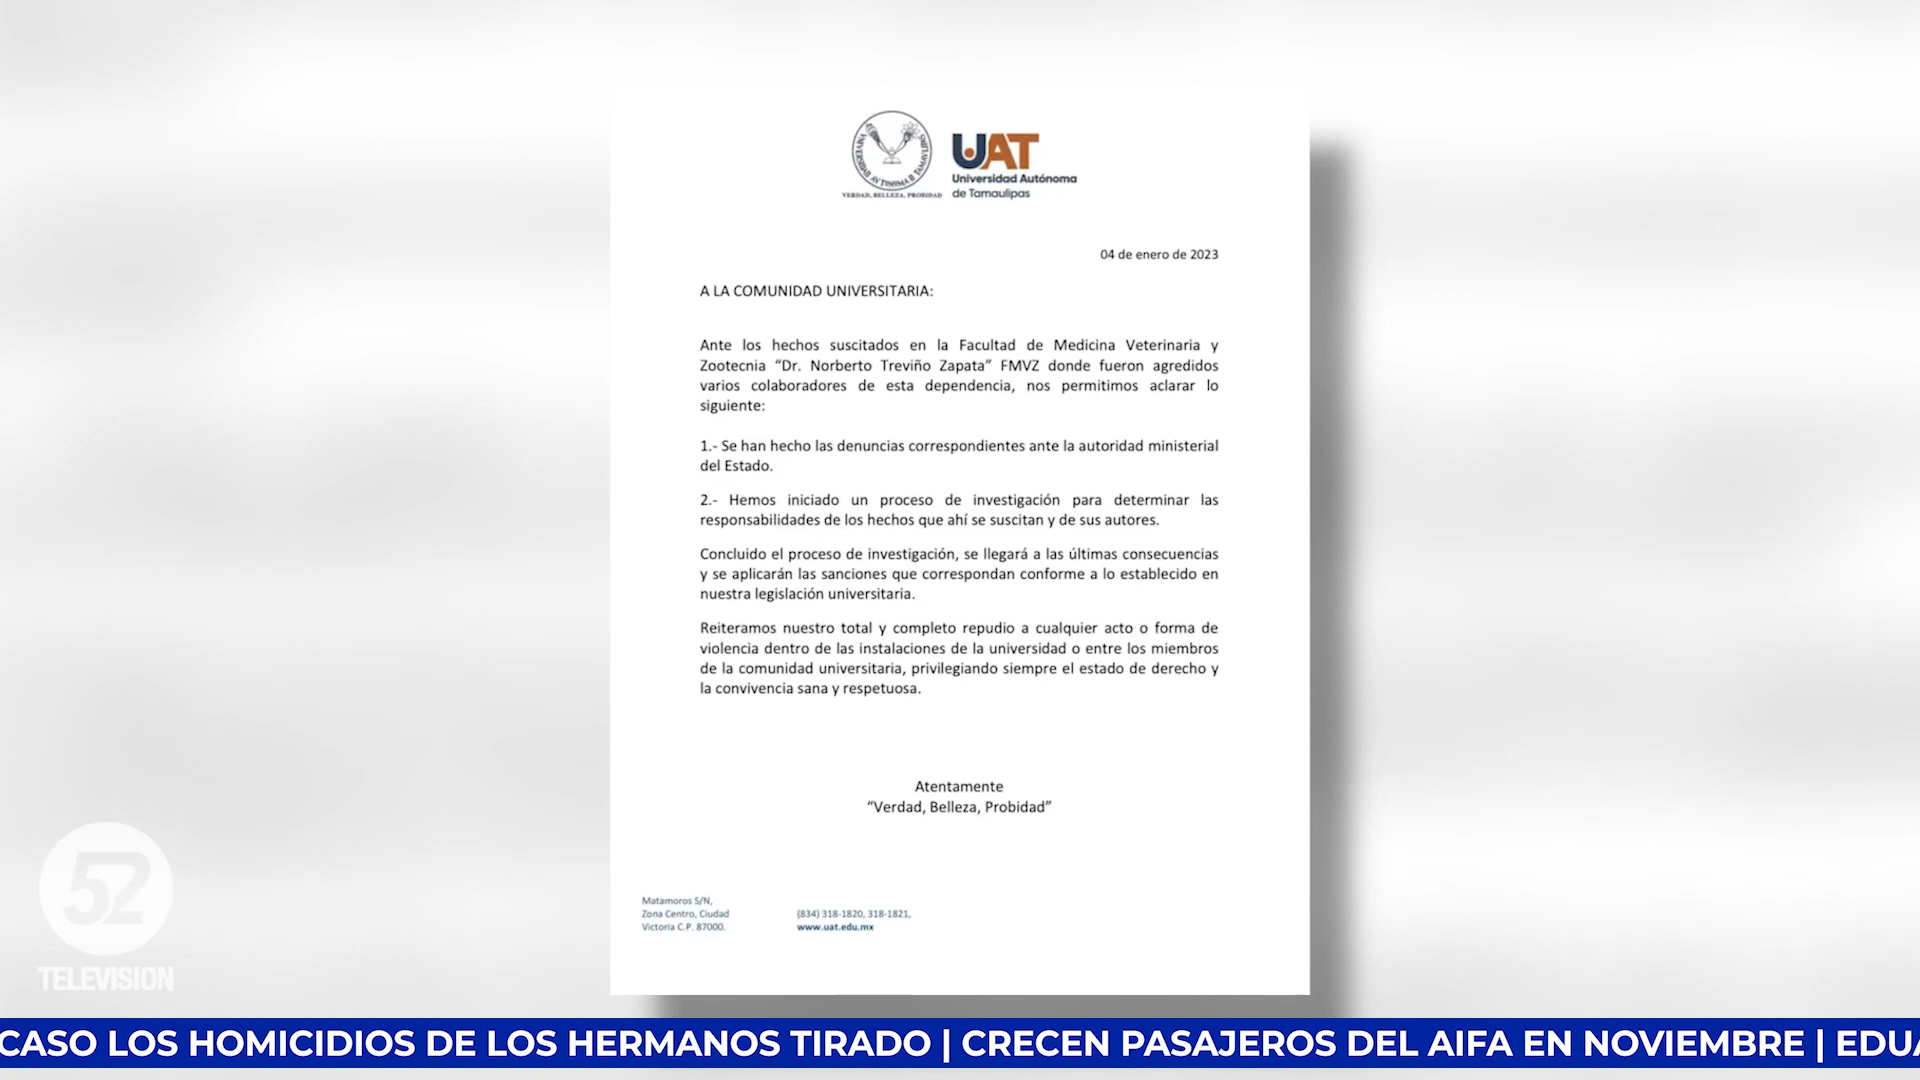 UNIVERSIDAD AUTONOMA DE TAMAULIPAS
VERDAD, BELLEZA, PROBIDAD
UAT
Universidad Autónoma
de Tamaulipas
04 de enero de 2023
A LA COMUNIDAD UNIVERSITARIA:
Ante los hechos suscitados en la Facultad de Medicina Veterinaria y
Zootecnia “Dr. Norberto Treviño Zapata” FMVZ donde fueron agredidos
varios colaboradores de esta dependencia, nos permitimos aclarar lo
siguiente:
1.- Se han hecho las denuncias correspondientes ante la autoridad ministerial
del Estado.
2.- Hemos iniciado un proceso de investigación para determinar las
responsabilidades de los hechos que ahí se suscitan y de sus autores.
Concluido el proceso de investigación, se llegará a las últimas consecuencias
y se aplicarán las sanciones que correspondan conforme a lo establecido en
nuestra legislación universitaria.
Reiteramos nuestro total y completo repudio a cualquier acto o forma de
violencia dentro de las instalaciones de la universidad o entre los miembros
de la comunidad universitaria, privilegiando siempre el estado de derecho y
la convivencia sana y respetuosa.
Atentamente
“Verdad, Belleza, Probidad”
Matamoros S/N,
Zona Centro, Ciudad
Victoria C.P. 87000.
(834) 318-1820, 318-1821,
www.uat.edu.mx
52
TELEVISION
CASO LOS HOMICIDIOS DE LOS HERMANOS TIRADO | CRECEN PASAJEROS DEL AIFA EN NOVIEMBRE | EDUA